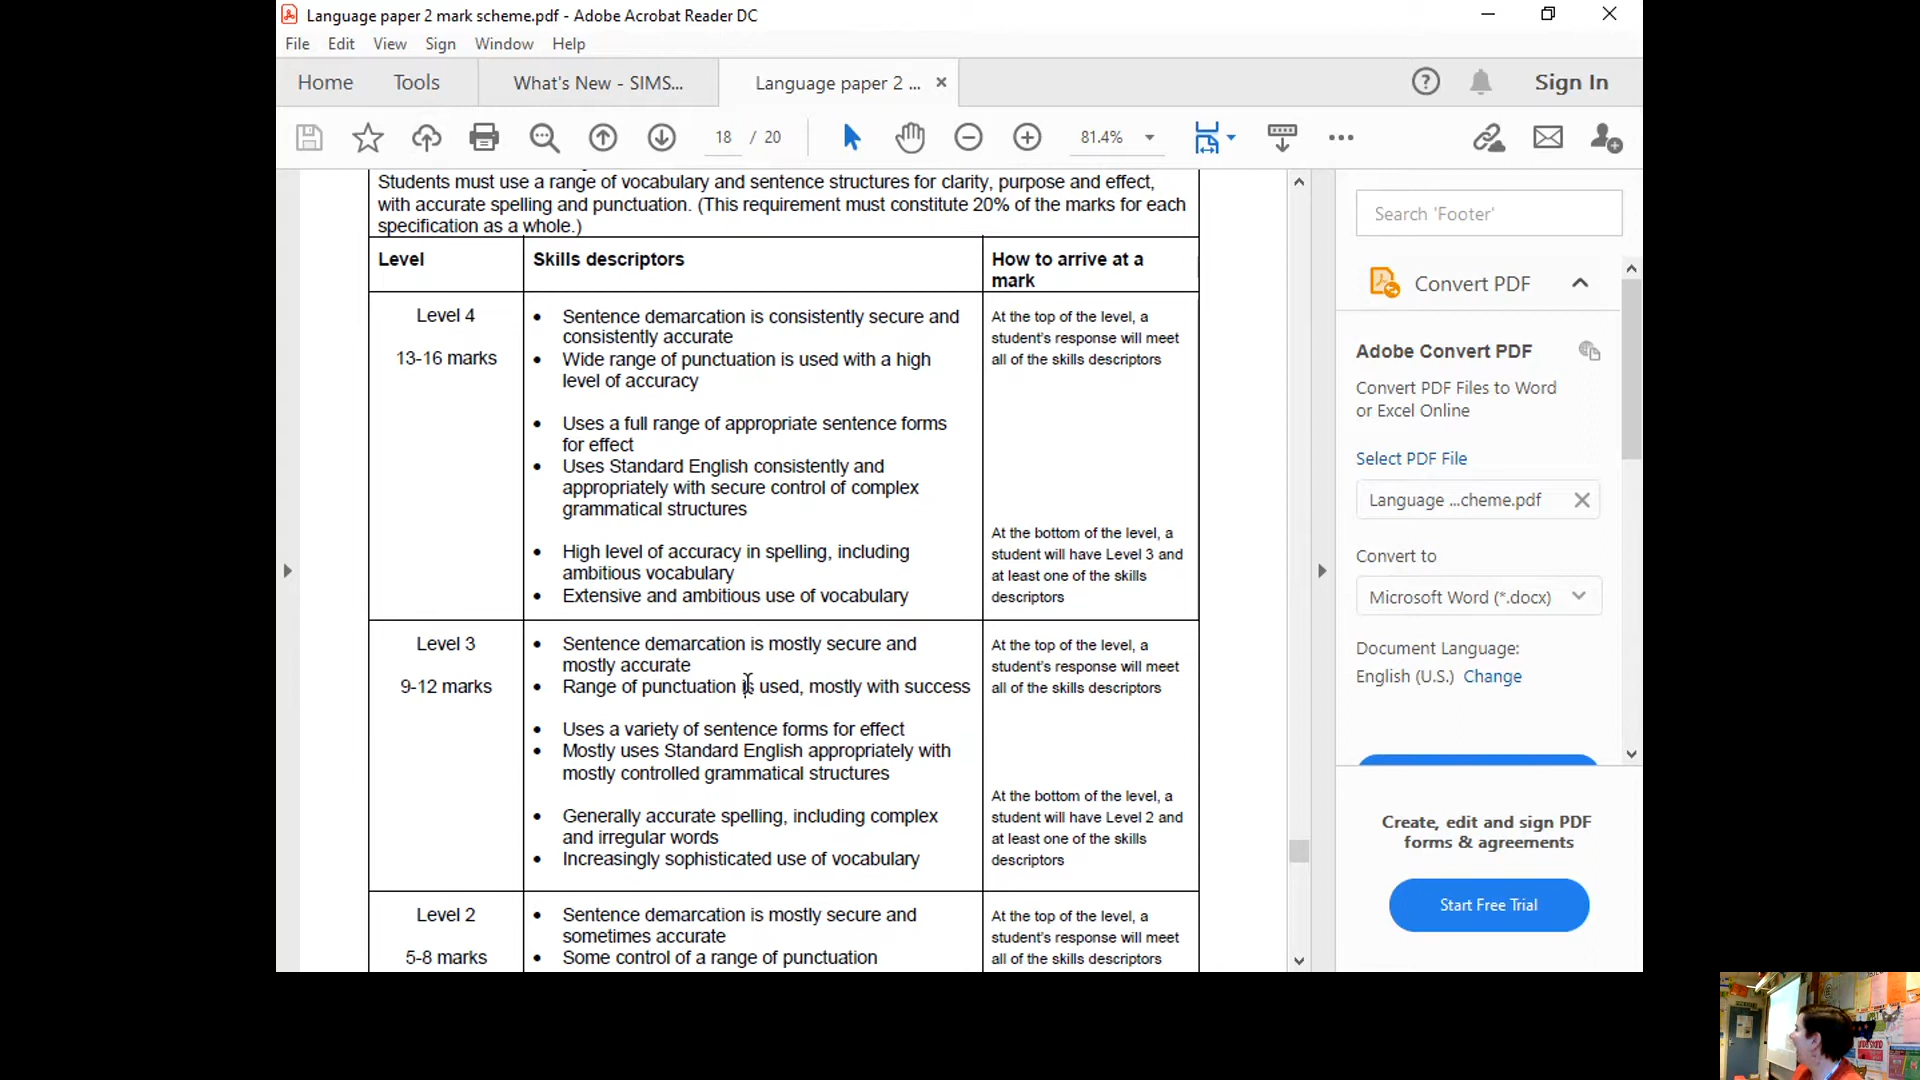 Language paper 2 mark scheme.pdf - Adobe Acrobat Reader DC
File Edit View Sign Window Help
Home Tools What's New - SIMS... Language paper 2 ... Sign In
18 / 20 81.4%
Students must use a range of vocabulary and sentence structures for clarity, purpose and effect,
with accurate spelling and punctuation. (This requirement must constitute 20% of the marks for each
specification as a whole.)
Level
Skills descriptors
How to arrive at a
mark
Level 4
13-16 marks
• Sentence demarcation is consistently secure and
consistently accurate
• Wide range of punctuation is used with a high
level of accuracy
• Uses a full range of appropriate sentence forms
for effect
• Uses Standard English consistently and
appropriately with secure control of complex
grammatical structures
• High level of accuracy in spelling, including
ambitious vocabulary
• Extensive and ambitious use of vocabulary
At the top of the level, a
student's response will meet
all of the skills descriptors
At the bottom of the level, a
student will have Level 3 and
at least one of the skills
descriptors
Level 3
9-12 marks
• Sentence demarcation is mostly secure and
mostly accurate
• Range of punctuation is used, mostly with success
• Uses a variety of sentence forms for effect
• Mostly uses Standard English appropriately with
mostly controlled grammatical structures
• Generally accurate spelling, including complex
and irregular words
• Increasingly sophisticated use of vocabulary
At the top of the level, a
student's response will meet
all of the skills descriptors
At the bottom of the level, a
student will have Level 2 and
at least one of the skills
descriptors
Level 2
5-8 marks
• Sentence demarcation is mostly secure and
sometimes accurate
• Some control of a range of punctuation
At the top of the level, a
student's response will meet
all of the skills descriptors
Search 'Footer'
Convert PDF
Adobe Convert PDF
Convert PDF Files to Word
or Excel Online
Select PDF File
Language ...cheme.pdf
Convert to
Microsoft Word (*.docx)
Document Language:
English (U.S.) Change
Create, edit and sign PDF
forms & agreements
Start Free Trial